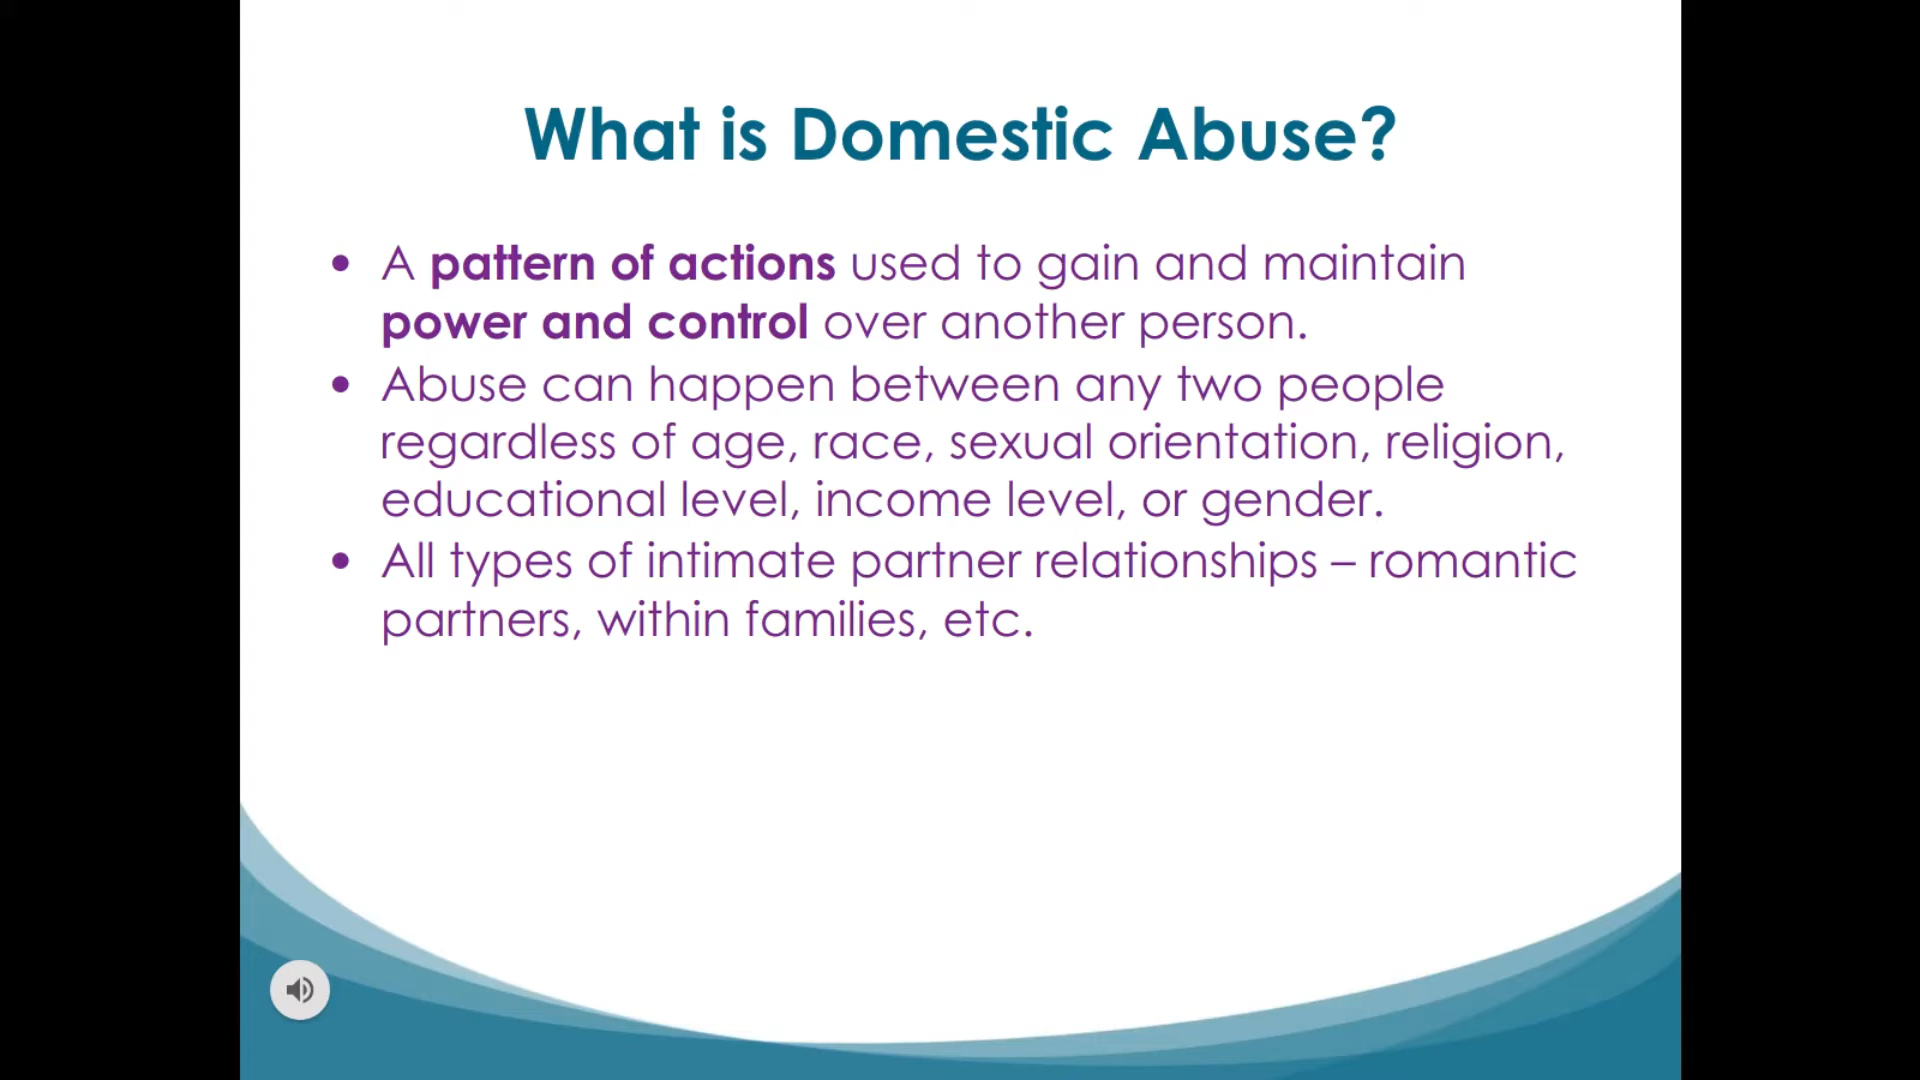 What is Domestic Abuse?
• A pattern of actions used to gain and maintain
power and control over another person.
• Abuse can happen between any two people
regardless of age, race, sexual orientation, religion,
educational level, income level, or gender.
• All types of intimate partner relationships – romantic
partners, within families, etc.